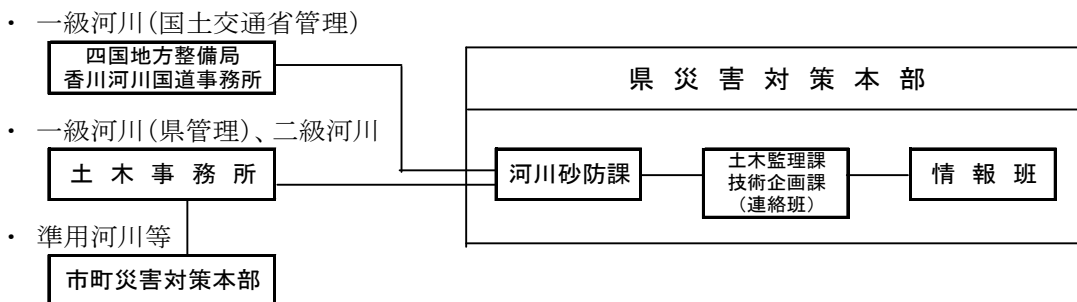 ・ 一級河川（国土交通省管理）
四国地方整備局
香川河川国道事務所
県災害対策本部
・ 一級河川（県管理）、二級河川
土木事務所
河川砂防課
土木監理課
技術企画課
（連絡班）
情報班
・ 準用河川等
市町災害対策本部